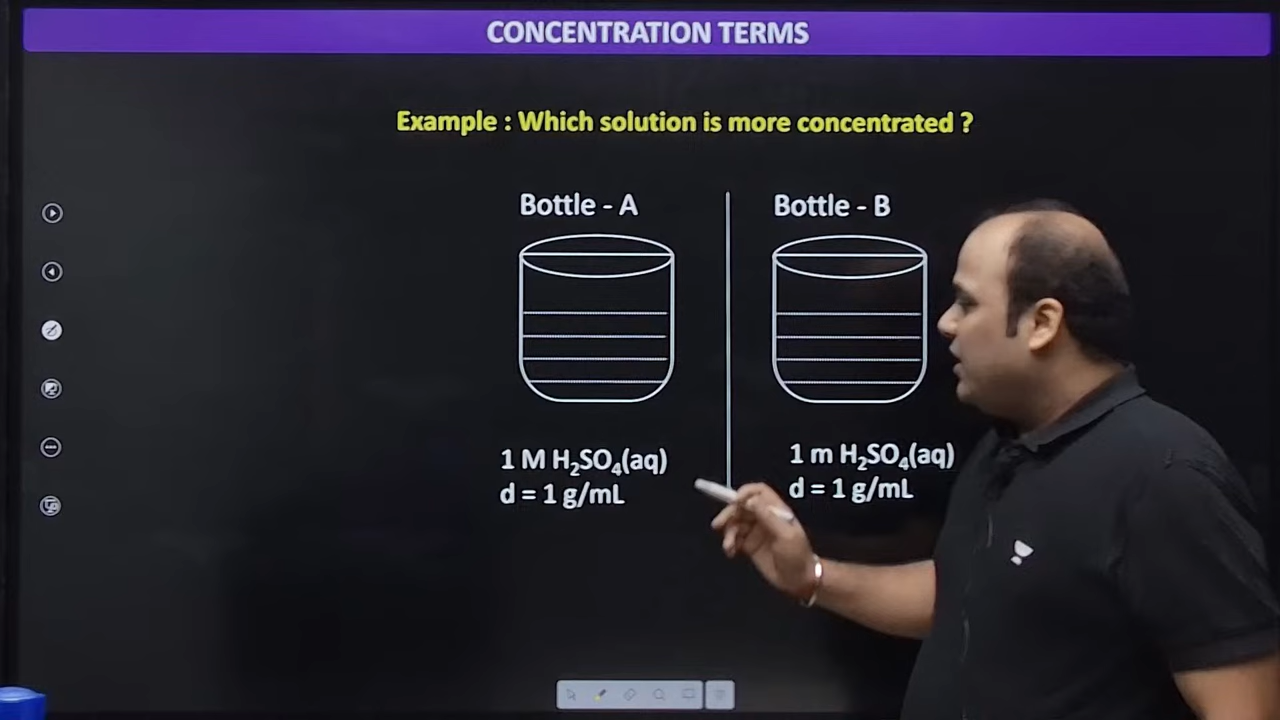 CONCENTRATION TERMS
Example : Which solution is more concentrated ?
Bottle - A
Bottle - B
1 M H₂SO₄(aq)
d = 1 g/mL
1 m H₂SO₄(aq)
d = 1 g/mL